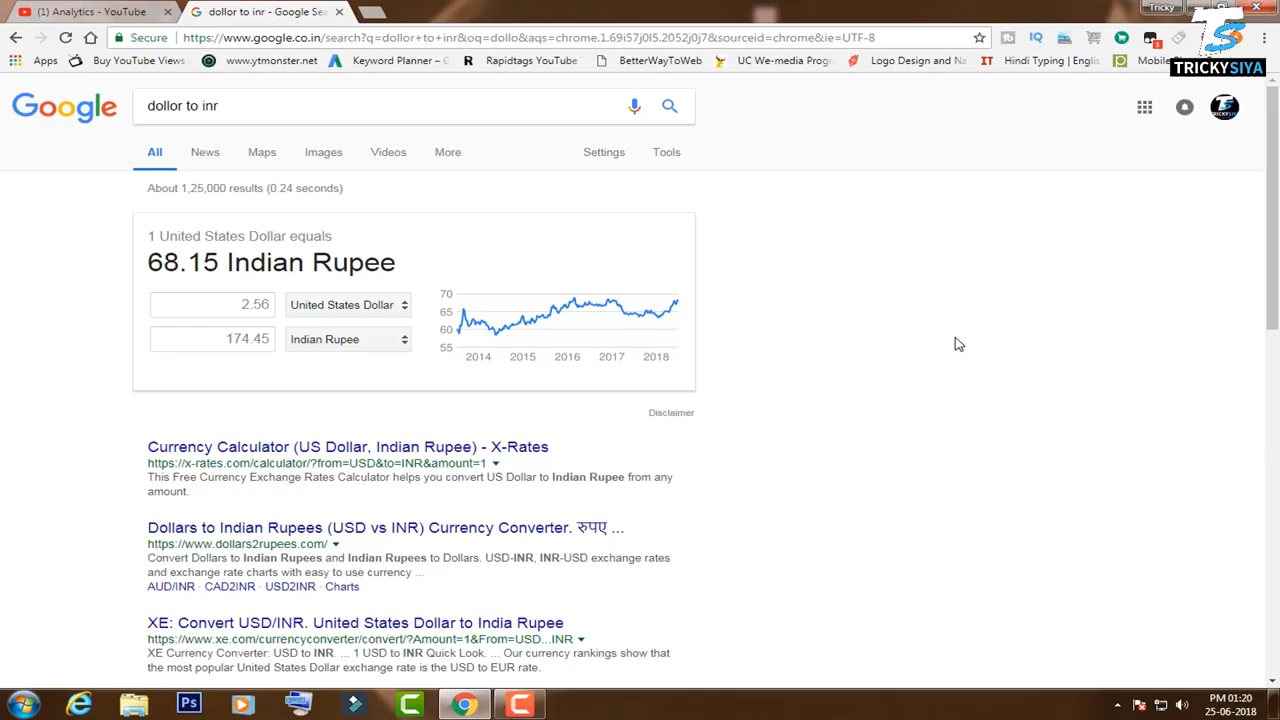 (1) Analytics - YouTube
dollor to inr - Google Sea
Tricky
Secure
https://www.google.co.in/search?q=dollor+to+inr&oq=dollo&aqs=chrome.1.69i57j0l5.2052j0j7&sourceid=chrome&ie=UTF-8
IQ
3
TRICKYSIYA
Apps
Buy YouTube Views
www.ytmonster.net
Keyword Planner – G
Rapidtags YouTube
BetterWayToWeb
UC We-media Progr
Logo Design and Na
Hindi Typing | Englis
Google
dollor to inr
All
News
Maps
Images
Videos
More
Settings
Tools
About 1,25,000 results (0.24 seconds)
1 United States Dollar equals
68.15 Indian Rupee
2.56 United States Dollar
174.45 Indian Rupee
70
65
60
55
2014 2015 2016 2017 2018
Disclaimer
Currency Calculator (US Dollar, Indian Rupee) - X-Rates
https://x-rates.com/calculator/?from=USD&to=INR&amount=1
This Free Currency Exchange Rates Calculator helps you convert US Dollar to Indian Rupee from any
amount.
Dollars to Indian Rupees (USD vs INR) Currency Converter. रुपए ...
https://www.dollars2rupees.com/
Convert Dollars to Indian Rupees and Indian Rupees to Dollars. USD-INR, INR-USD exchange rates
and exchange rate charts with easy to use currency ...
AUD/INR · CAD2INR · USD2INR · Charts
XE: Convert USD/INR. United States Dollar to India Rupee
https://www.xe.com/currencyconverter/convert/?Amount=1&From=USD...INR
XE Currency Converter: USD to INR. ... 1 USD to INR Quick Look. ... Our currency rankings show that
the most popular United States Dollar exchange rate is the USD to EUR rate.
Ps
PM 01:20
25-06-2018